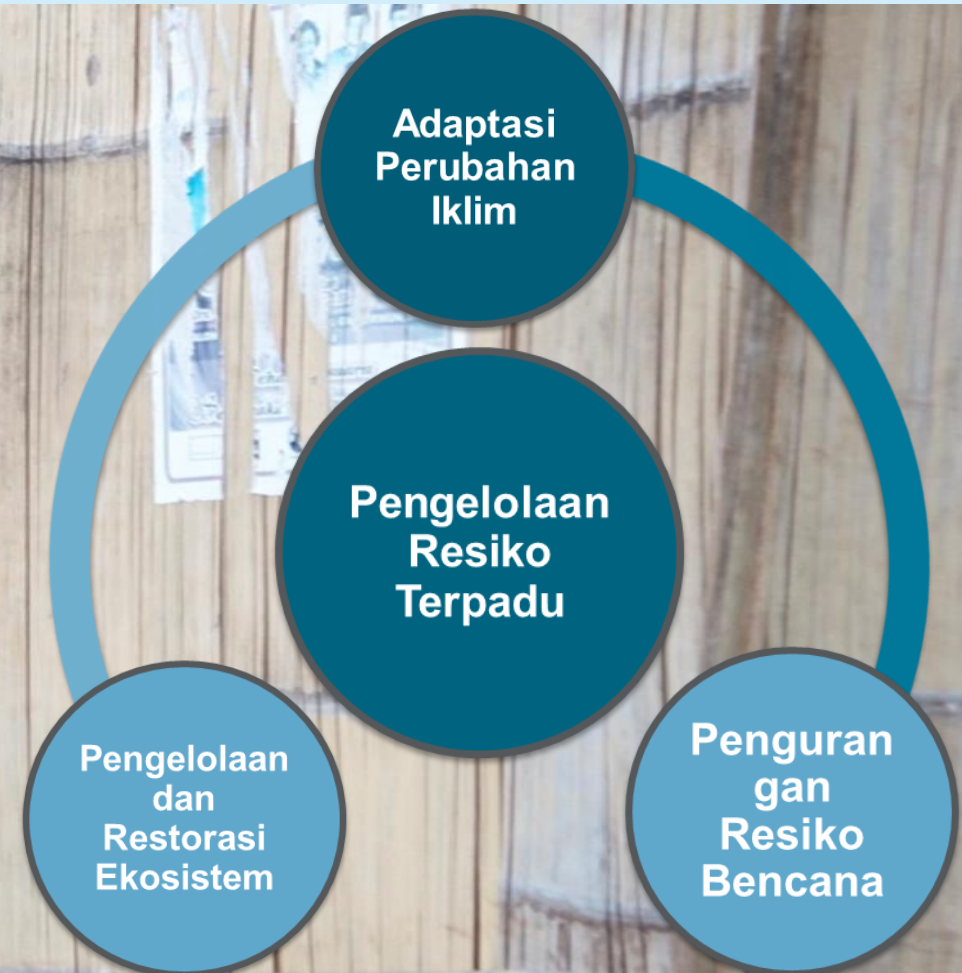 Adaptasi
Perubahan
Iklim
Pengelolaan
Resiko
Terpadu
Pengelolaan
dan
Restorasi
Ekosistem
Penguran
gan
Resiko
Bencana